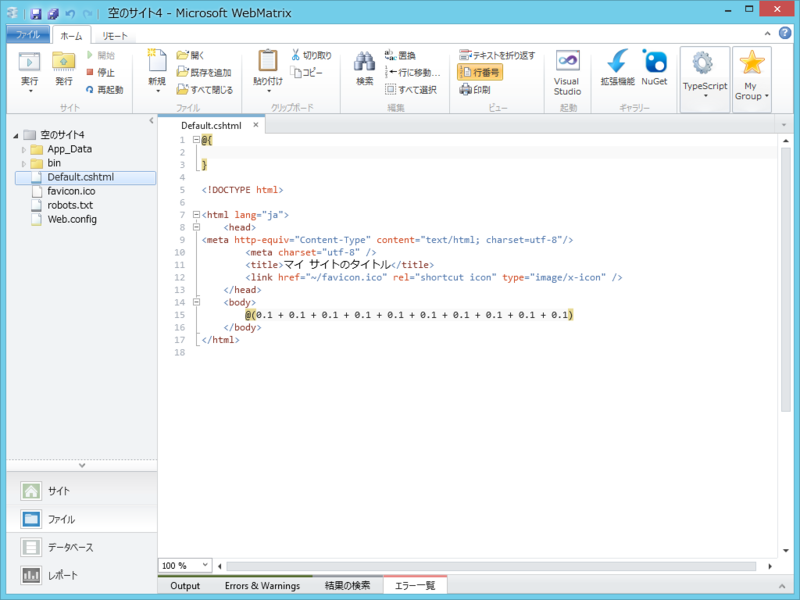 空のサイト4 - Microsoft WebMatrix
ファイル ホーム リモート
実行
発行
開始
停止
再起動
サイト
新規
開く
既存を追加
すべて閉じる
ファイル
貼り付け
切り取り
コピー
クリップボード
検索
置換
行に移動...
すべて選択
編集
テキストを折り返す
行番号
印刷
ビュー
Visual
Studio
起動
拡張機能
NuGet
ギャラリー
TypeScript
My
Group
空のサイト4
App_Data
bin
Default.cshtml
favicon.ico
robots.txt
Web.config
サイト
ファイル
データベース
レポート
Default.cshtml ×
1 @{
2
3 }
4
5 <!DOCTYPE html>
6
7 <html lang="ja">
8 <head>
9 <meta http-equiv="Content-Type" content="text/html; charset=utf-8"/>
10 <meta charset="utf-8" />
11 <title>マイ サイトのタイトル</title>
12 <link href="~/favicon.ico" rel="shortcut icon" type="image/x-icon" />
13 </head>
14 <body>
15 @(0.1 + 0.1 + 0.1 + 0.1 + 0.1 + 0.1 + 0.1 + 0.1 + 0.1 + 0.1)
16 </body>
17 </html>
18
100 %
Output Errors & Warnings 結果の検索 エラー一覧